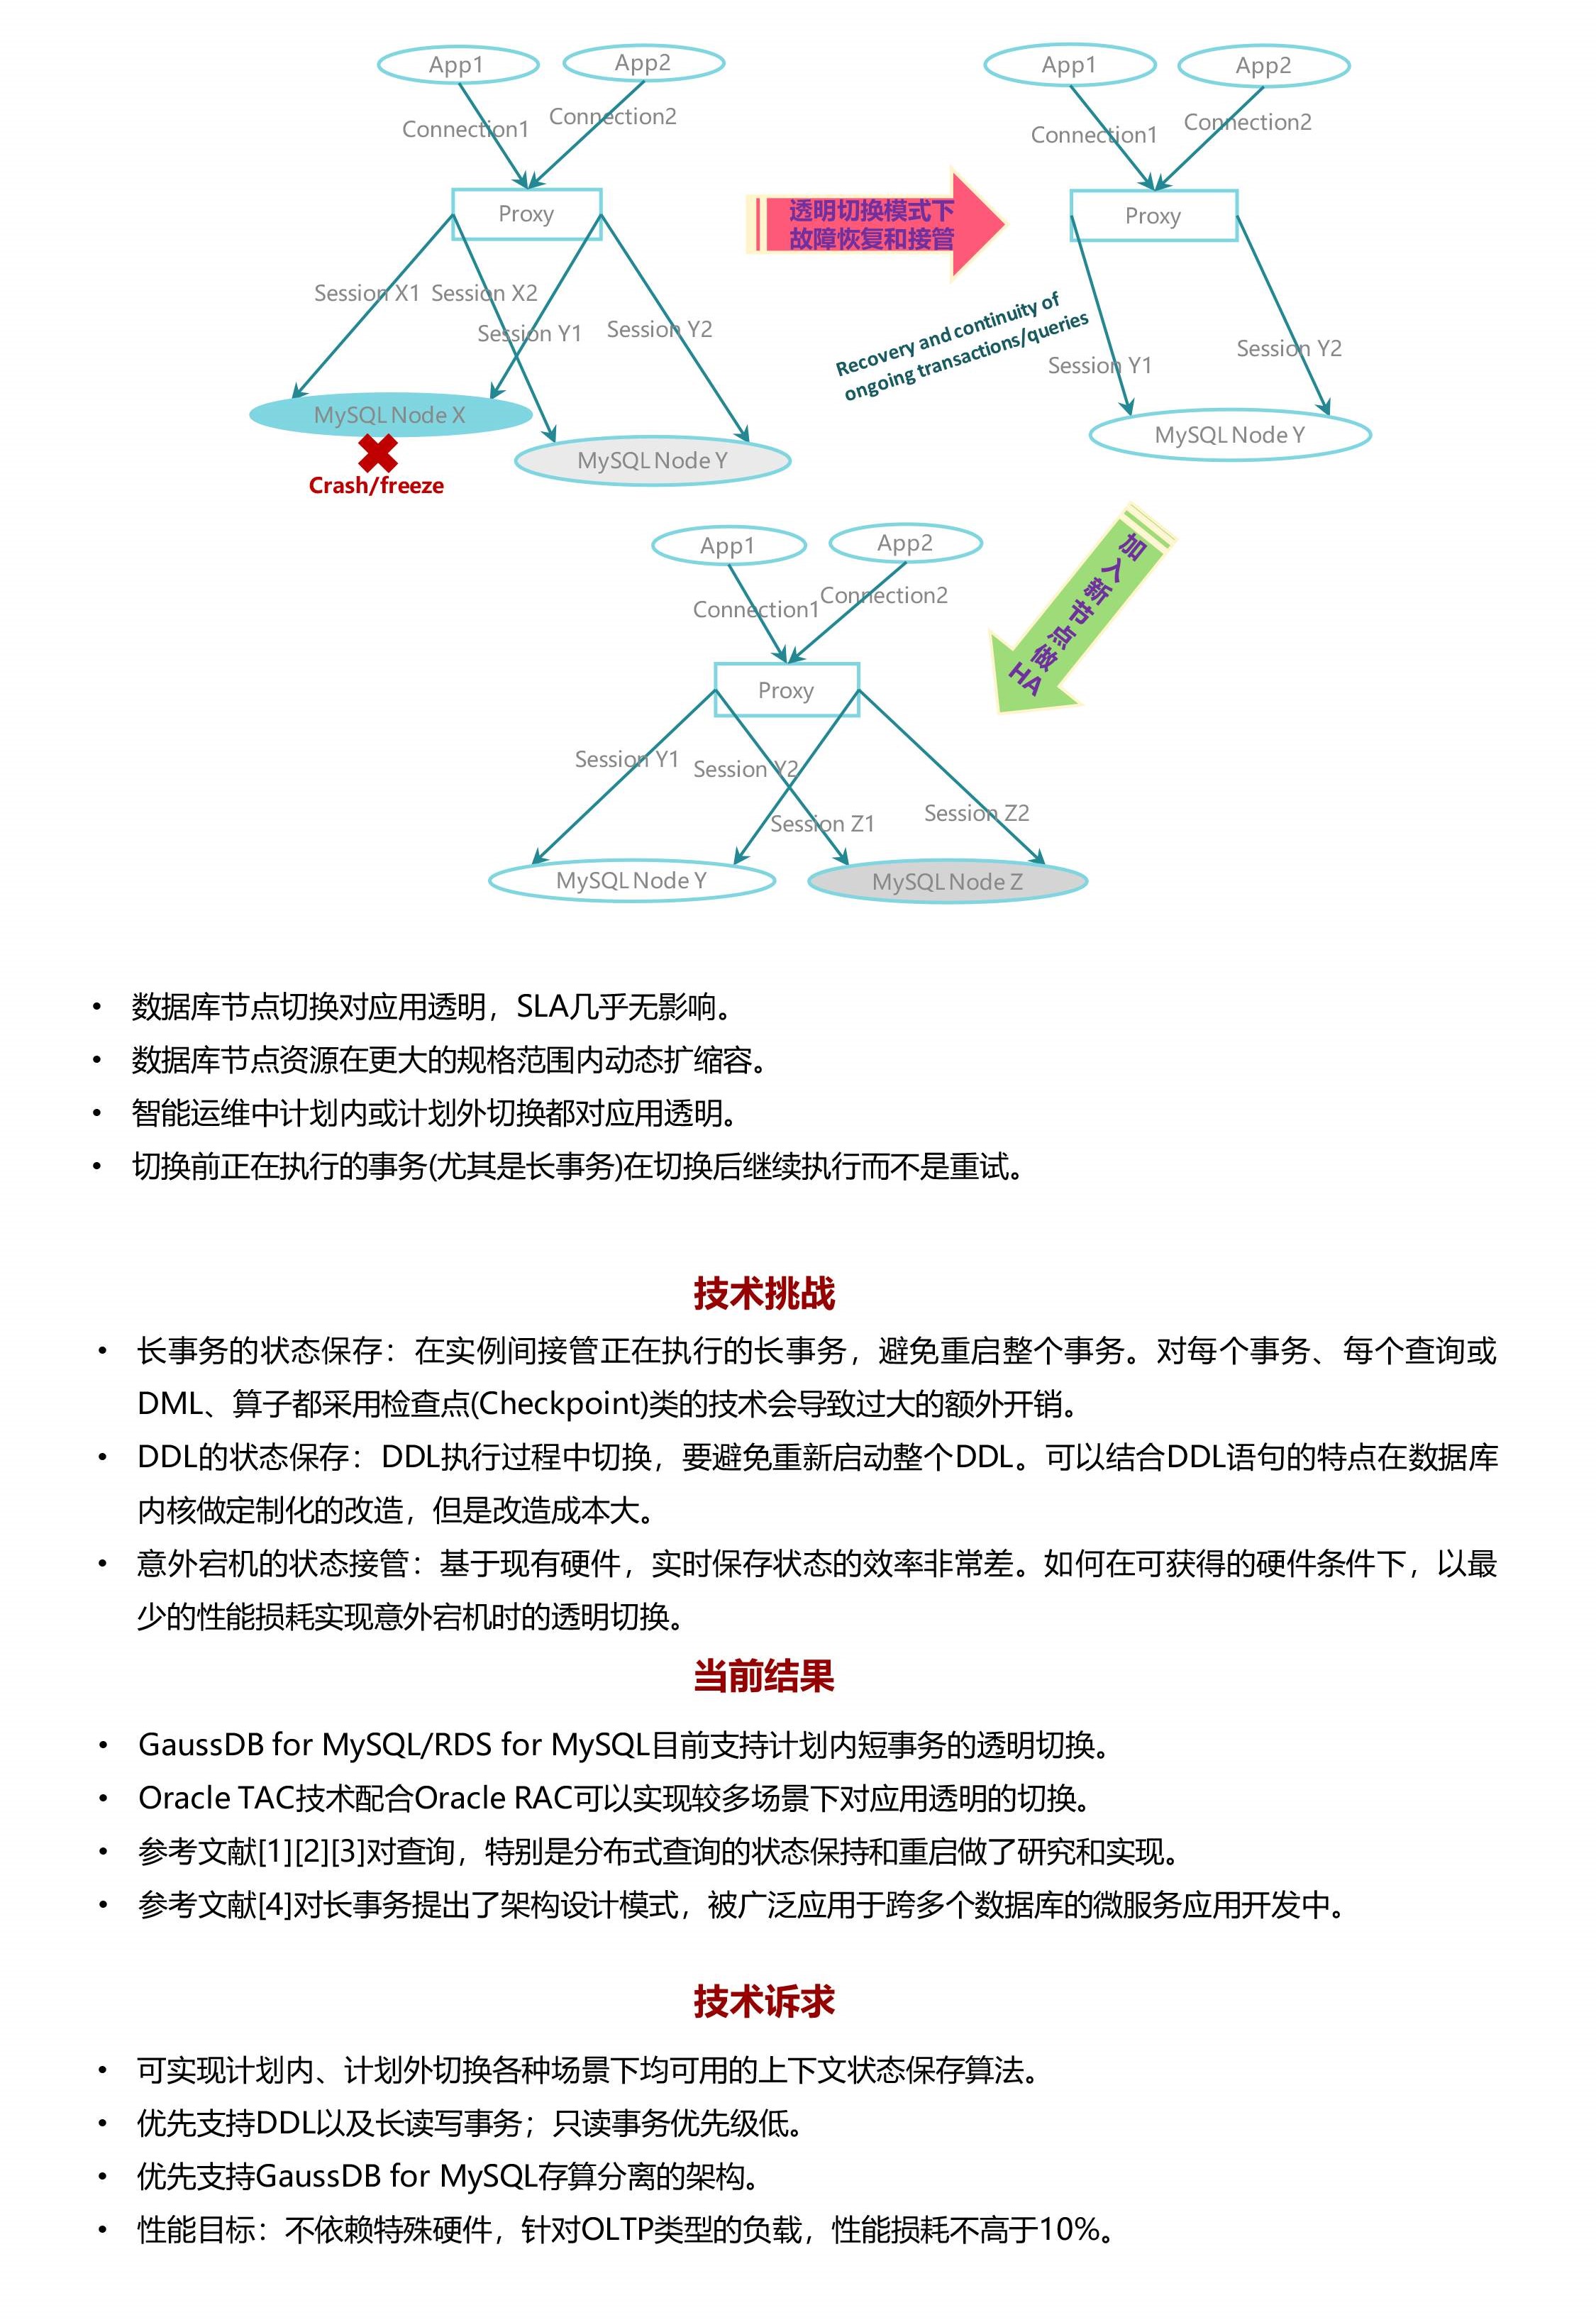 App1
App2
Connection1
Connection2
Proxy
Session X1
Session X2
Session Y1
Session Y2
MySQL Node X
MySQL Node Y
Crash/freeze
透明切换模式下
故障恢复和接管
Recovery and continuity of
ongoing transactions/queries
App1
App2
Connection1
Connection2
Proxy
Session Y1
Session Y2
MySQL Node Y
加入新节点做HA
App1
App2
Connection1
Connection2
Proxy
Session Y1
Session Y2
Session Z1
Session Z2
MySQL Node Y
MySQL Node Z
• 数据库节点切换对应用透明，SLA几乎无影响。
• 数据库节点资源在更大的规格范围内动态扩缩容。
• 智能运维中计划内或计划外切换都对应用透明。
• 切换前正在执行的事务(尤其是长事务)在切换后继续执行而不是重试。
技术挑战
• 长事务的状态保存：在实例间接管正在执行的长事务，避免重启整个事务。对每个事务、每个查询或
DML、算子都采用检查点(Checkpoint)类的技术会导致过大的额外开销。
• DDL的状态保存：DDL执行过程中切换，要避免重新启动整个DDL。可以结合DDL语句的特点在数据库
内核做定制化的改造，但是改造成本大。
• 意外宕机的状态接管：基于现有硬件，实时保存状态的效率非常差。如何在可获得的硬件条件下，以最
少的性能损耗实现意外宕机时的透明切换。
当前结果
• GaussDB for MySQL/RDS for MySQL目前支持计划内短事务的透明切换。
• Oracle TAC技术配合Oracle RAC可以实现较多场景下对应用透明的切换。
• 参考文献[1][2][3]对查询，特别是分布式查询的状态保持和重启做了研究和实现。
• 参考文献[4]对长事务提出了架构设计模式，被广泛应用于跨多个数据库的微服务应用开发中。
技术诉求
• 可实现计划内、计划外切换各种场景下均可用的上下文状态保存算法。
• 优先支持DDL以及长读写事务；只读事务优先级低。
• 优先支持GaussDB for MySQL存算分离的架构。
• 性能目标：不依赖特殊硬件，针对OLTP类型的负载，性能损耗不高于10%。